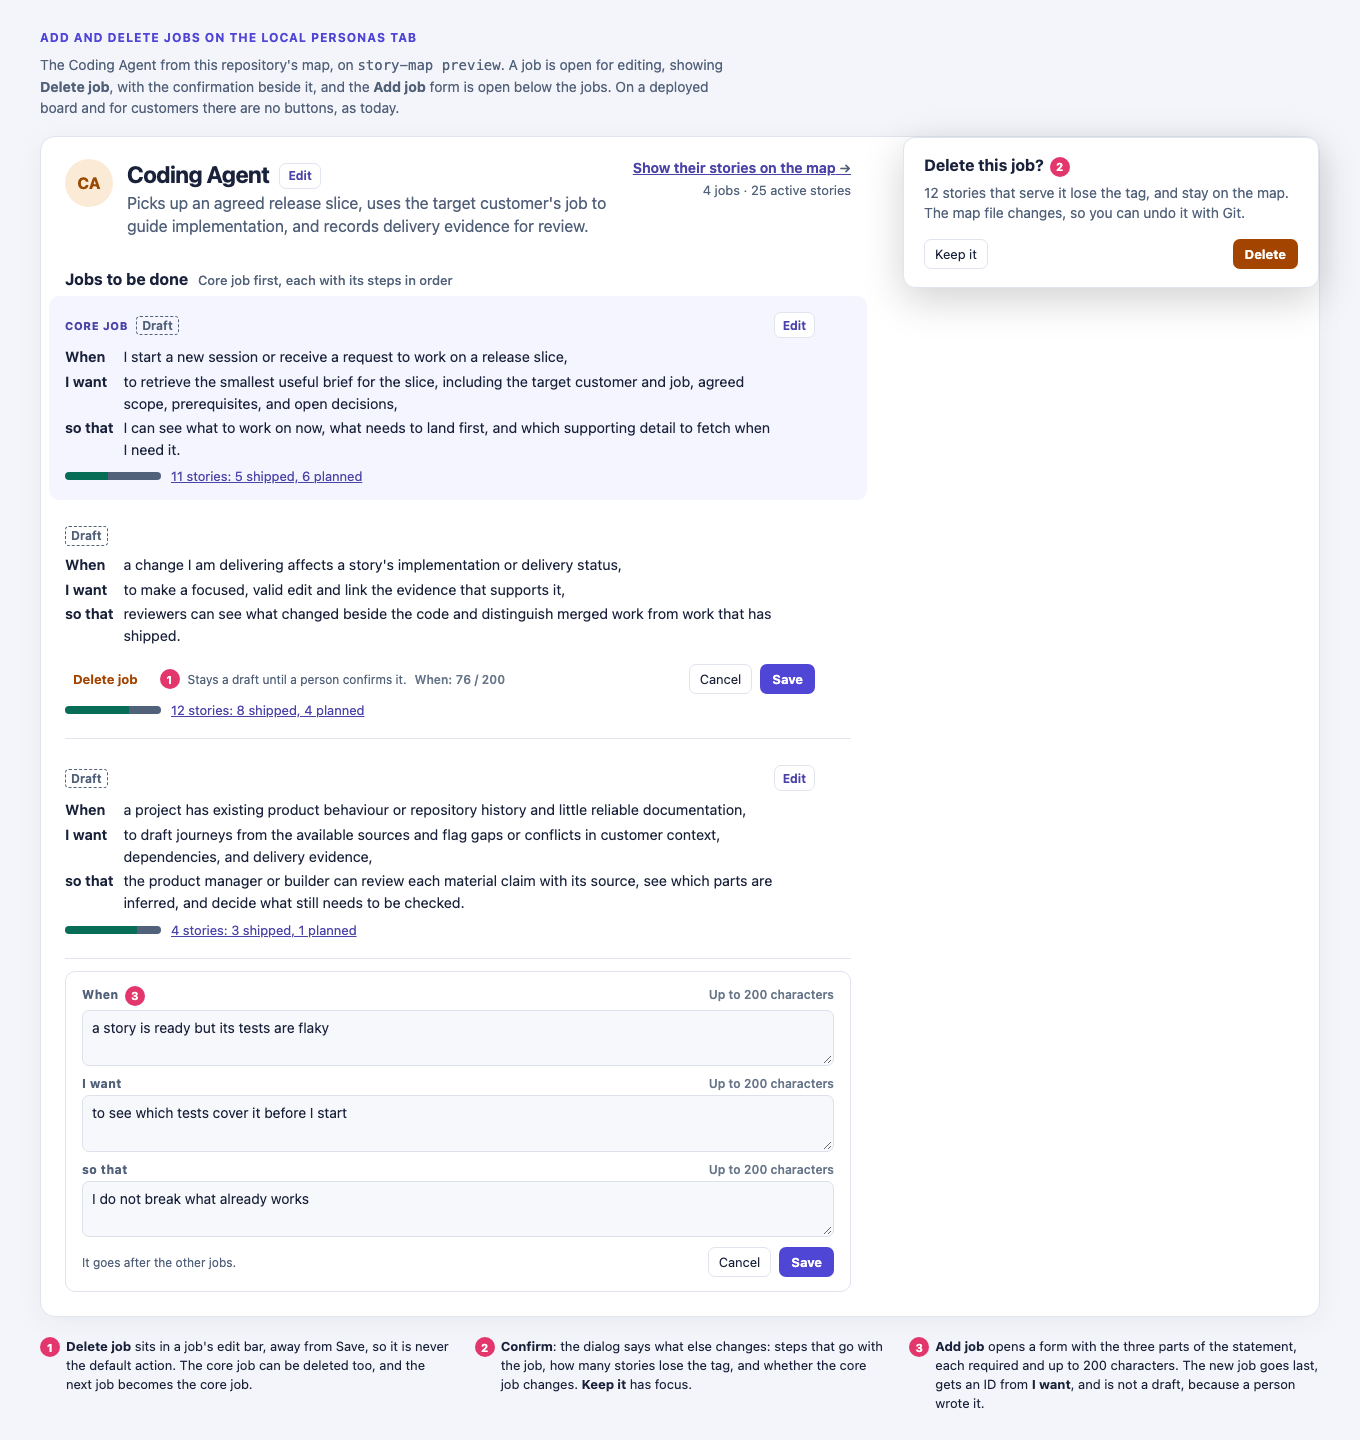 ADD AND DELETE JOBS ON THE LOCAL PERSONAS TAB
The Coding Agent from this repository's map, on story-map preview. A job is open for editing, showing
Delete job, with the confirmation beside it, and the Add job form is open below the jobs. On a deployed
board and for customers there are no buttons, as today.
CA
Coding Agent
Edit
Picks up an agreed release slice, uses the target customer's job to
guide implementation, and records delivery evidence for review.
Show their stories on the map →
4 jobs · 25 active stories
Delete this job? 2
12 stories that serve it lose the tag, and stay on the map.
The map file changes, so you can undo it with Git.
Keep it
Delete
Jobs to be done Core job first, each with its steps in order
CORE JOB Draft
Edit
When I start a new session or receive a request to work on a release slice,
I want to retrieve the smallest useful brief for the slice, including the target customer and job, agreed
scope, prerequisites, and open decisions,
so that I can see what to work on now, what needs to land first, and which supporting detail to fetch when
I need it.
11 stories: 5 shipped, 6 planned
Draft
When a change I am delivering affects a story's implementation or delivery status,
I want to make a focused, valid edit and link the evidence that supports it,
so that reviewers can see what changed beside the code and distinguish merged work from work that has
shipped.
Delete job 1 Stays a draft until a person confirms it. When: 76 / 200
Cancel
Save
12 stories: 8 shipped, 4 planned
Draft
Edit
When a project has existing product behaviour or repository history and little reliable documentation,
I want to draft journeys from the available sources and flag gaps or conflicts in customer context,
dependencies, and delivery evidence,
so that the product manager or builder can review each material claim with its source, see which parts are
inferred, and decide what still needs to be checked.
4 stories: 3 shipped, 1 planned
When 3
Up to 200 characters
a story is ready but its tests are flaky
I want
Up to 200 characters
to see which tests cover it before I start
so that
Up to 200 characters
I do not break what already works
It goes after the other jobs.
Cancel
Save
1 Delete job sits in a job's edit bar, away from Save, so it is never
the default action. The core job can be deleted too, and the
next job becomes the core job.
2 Confirm: the dialog says what else changes: steps that go with
the job, how many stories lose the tag, and whether the core
job changes. Keep it has focus.
3 Add job opens a form with the three parts of the statement,
each required and up to 200 characters. The new job goes last,
gets an ID from I want, and is not a draft, because a person
wrote it.